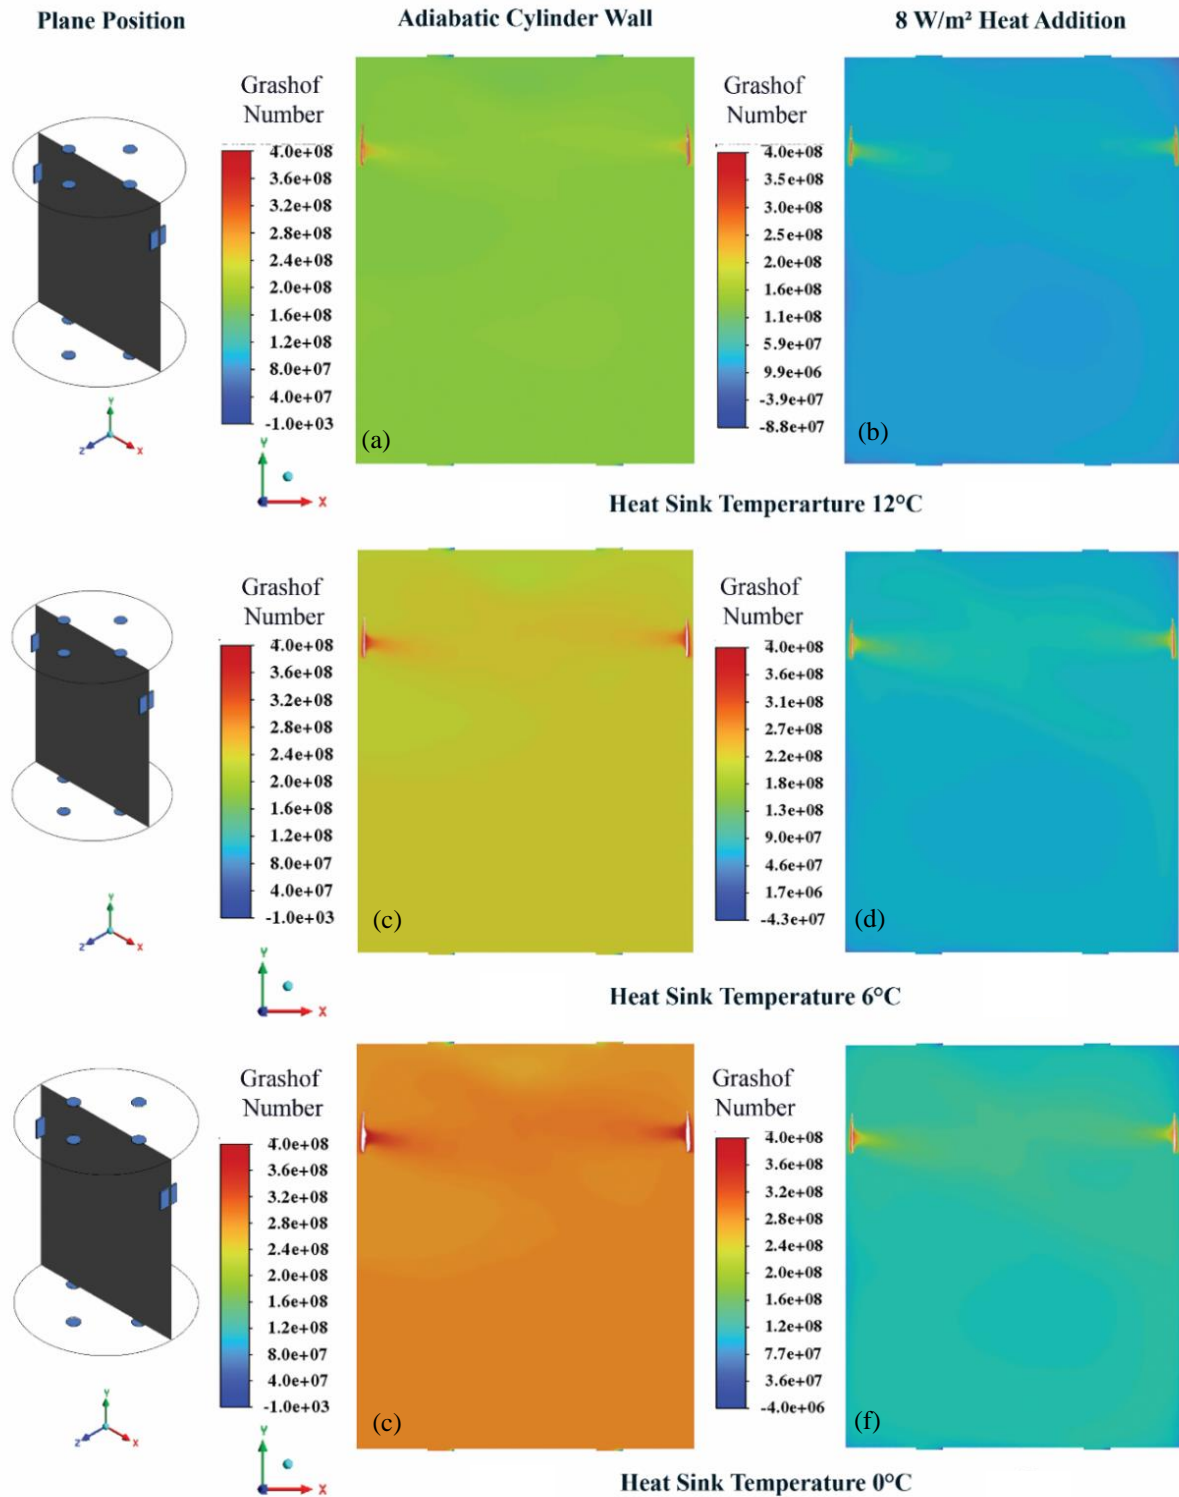 Plane Position
Adiabatic Cylinder Wall
8 W/m² Heat Addition
Grashof
Number
4.0e+08
3.6e+08
3.2e+08
2.8e+08
2.4e+08
2.0e+08
1.6e+08
1.2e+08
8.0e+07
4.0e+07
-1.0e+03
(a)
Grashof
Number
4.0e+08
3.5e+08
3.0e+08
2.5e+08
2.0e+08
1.6e+08
1.1e+08
5.9e+07
9.9e+06
-3.9e+07
-8.8e+07
(b)
Y
Z
X
Y
X
Heat Sink Temperarture 12°C
Grashof
Number
4.0e+08
3.6e+08
3.2e+08
2.8e+08
2.4e+08
2.0e+08
1.6e+08
1.2e+08
8.0e+07
4.0e+07
-1.0e+03
(c)
Grashof
Number
4.0e+08
3.6e+08
3.1e+08
2.7e+08
2.2e+08
1.8e+08
1.3e+08
9.0e+07
4.6e+07
1.7e+06
-4.3e+07
(d)
Y
Z
X
Y
X
Heat Sink Temperature 6°C
Grashof
Number
4.0e+08
3.6e+08
3.2e+08
2.8e+08
2.4e+08
2.0e+08
1.6e+08
1.2e+08
8.0e+07
4.0e+07
-1.0e+03
(e)
Grashof
Number
4.0e+08
3.6e+08
3.2e+08
2.8e+08
2.4e+08
2.0e+08
1.6e+08
1.2e+08
7.7e+07
3.6e+07
-4.0e+06
(f)
Y
Z
X
Y
X
Heat Sink Temperature 0°C